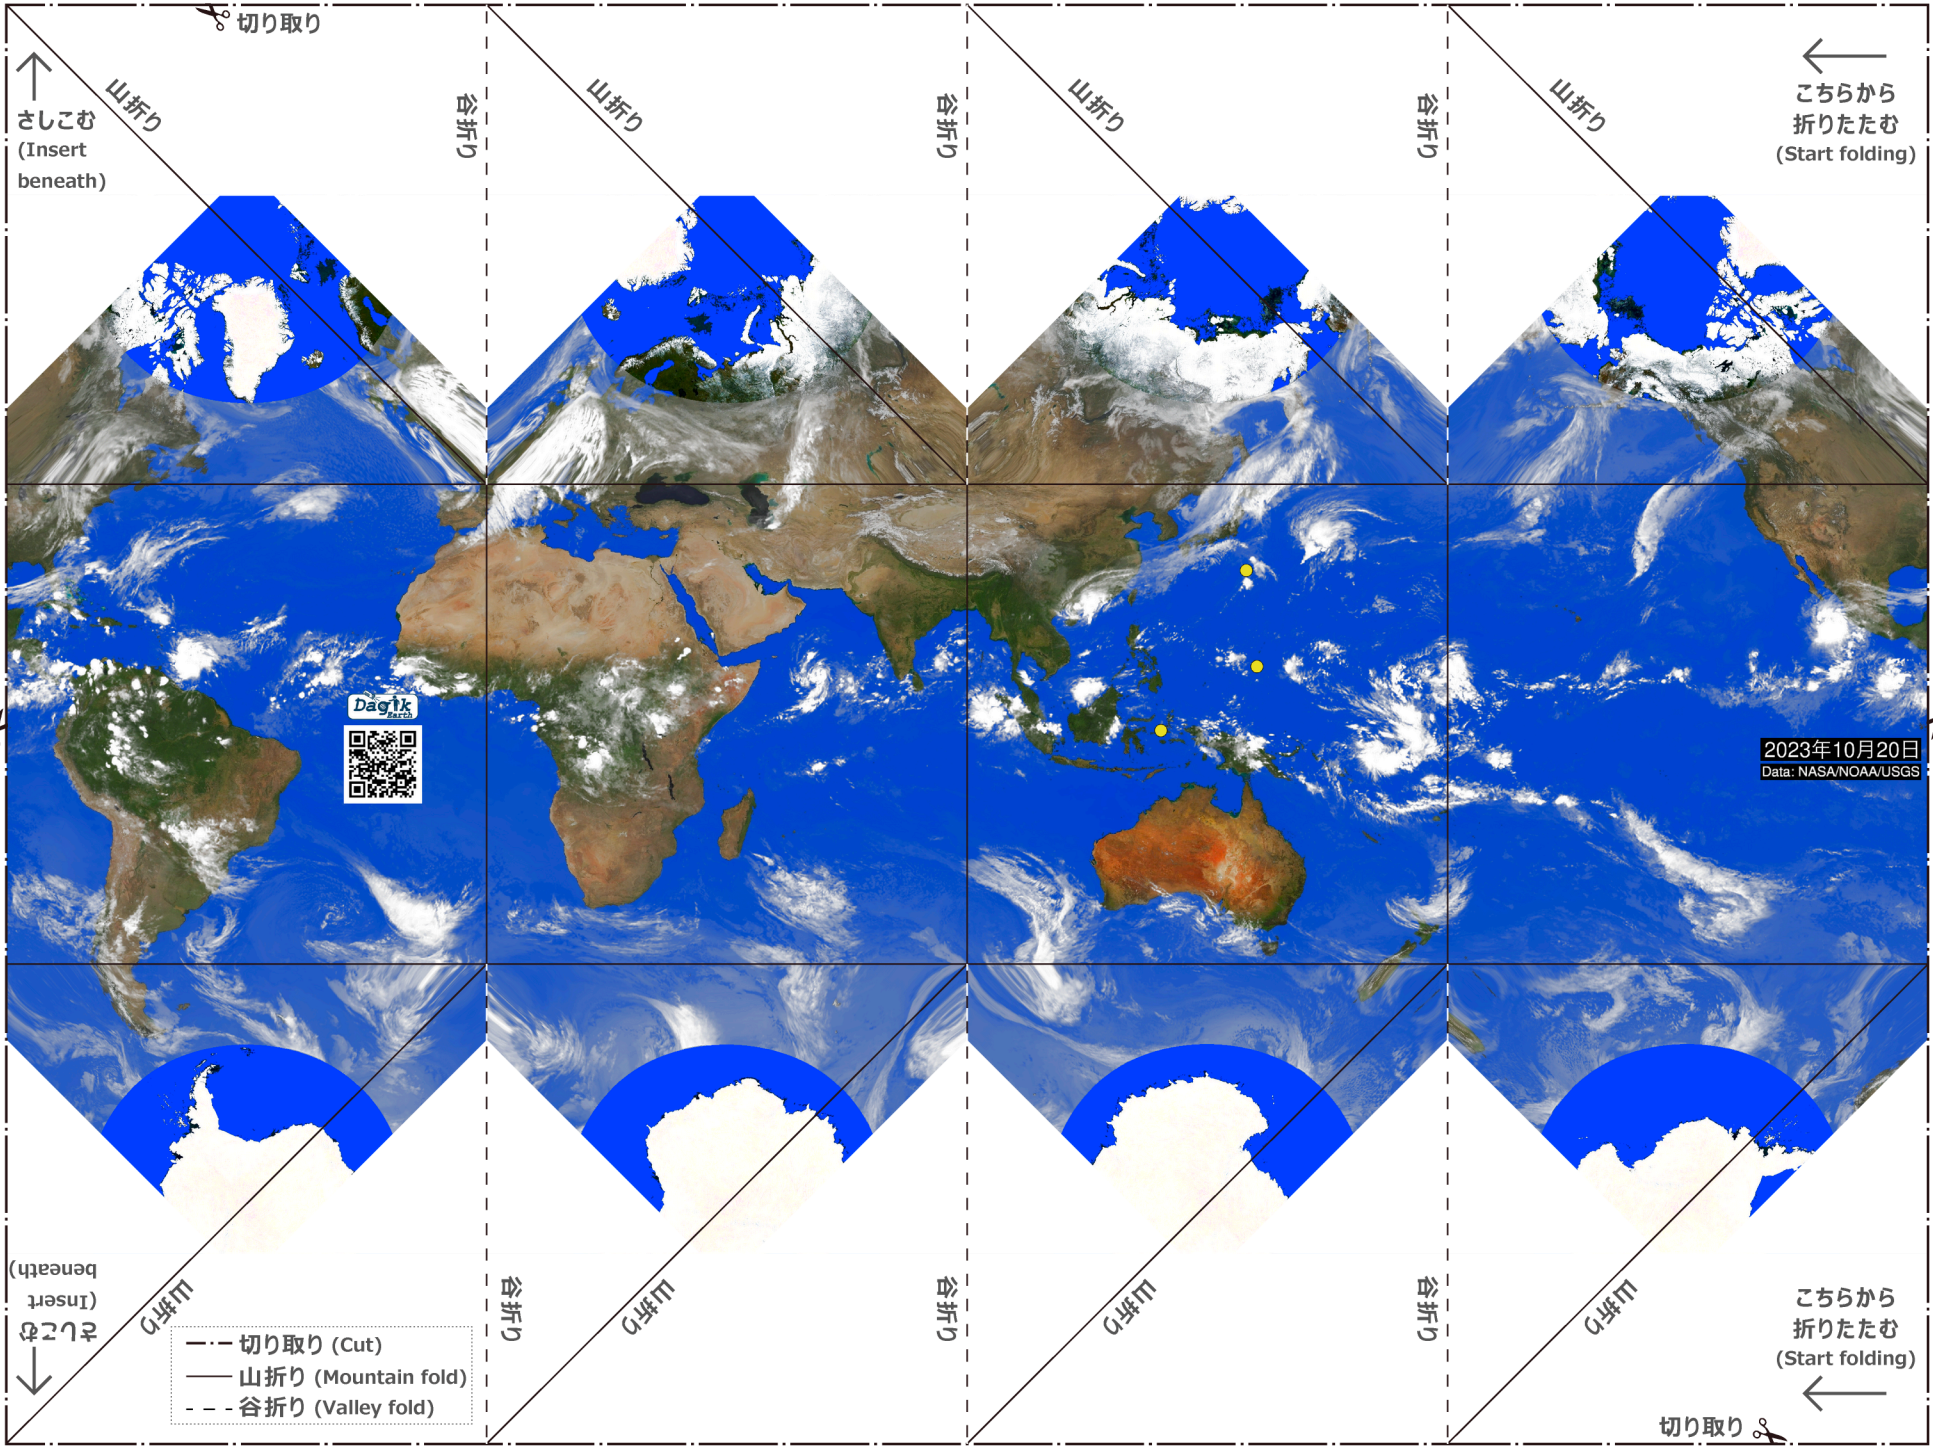 切り取り
山折り
谷折り
山折り
谷折り
山折り
谷折り
山折り
さしこむ
(Insert
beneath)
こちらから
折りたたむ
(Start folding)
Dagik
Earth
2023年10月20日
Data: NASA/NOAA/USGS
さしこむ
(Insert
beneath)
山折り
谷折り
山折り
谷折り
山折り
谷折り
山折り
こちらから
折りたたむ
(Start folding)
切り取り (Cut)
山折り (Mountain fold)
谷折り (Valley fold)
切り取り